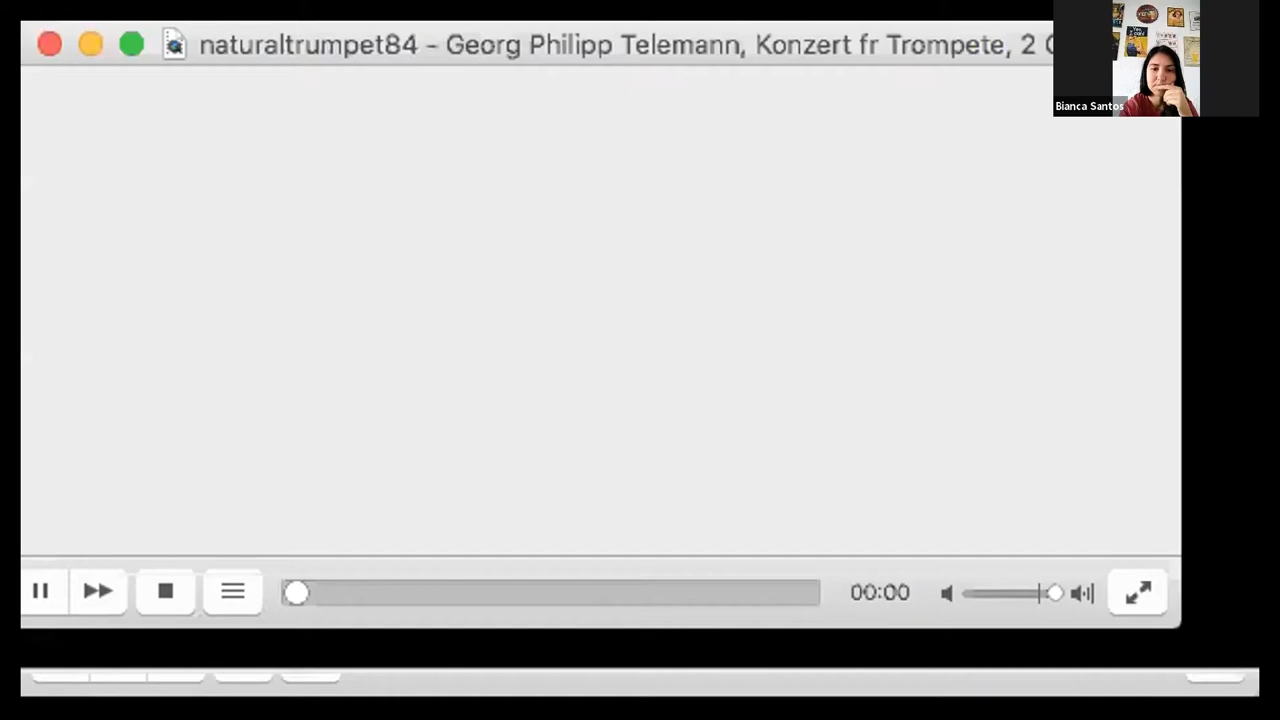 naturaltrumpet84 - Georg Philipp Telemann, Konzert fr Trompete, 2
Bianca Santos
00:00